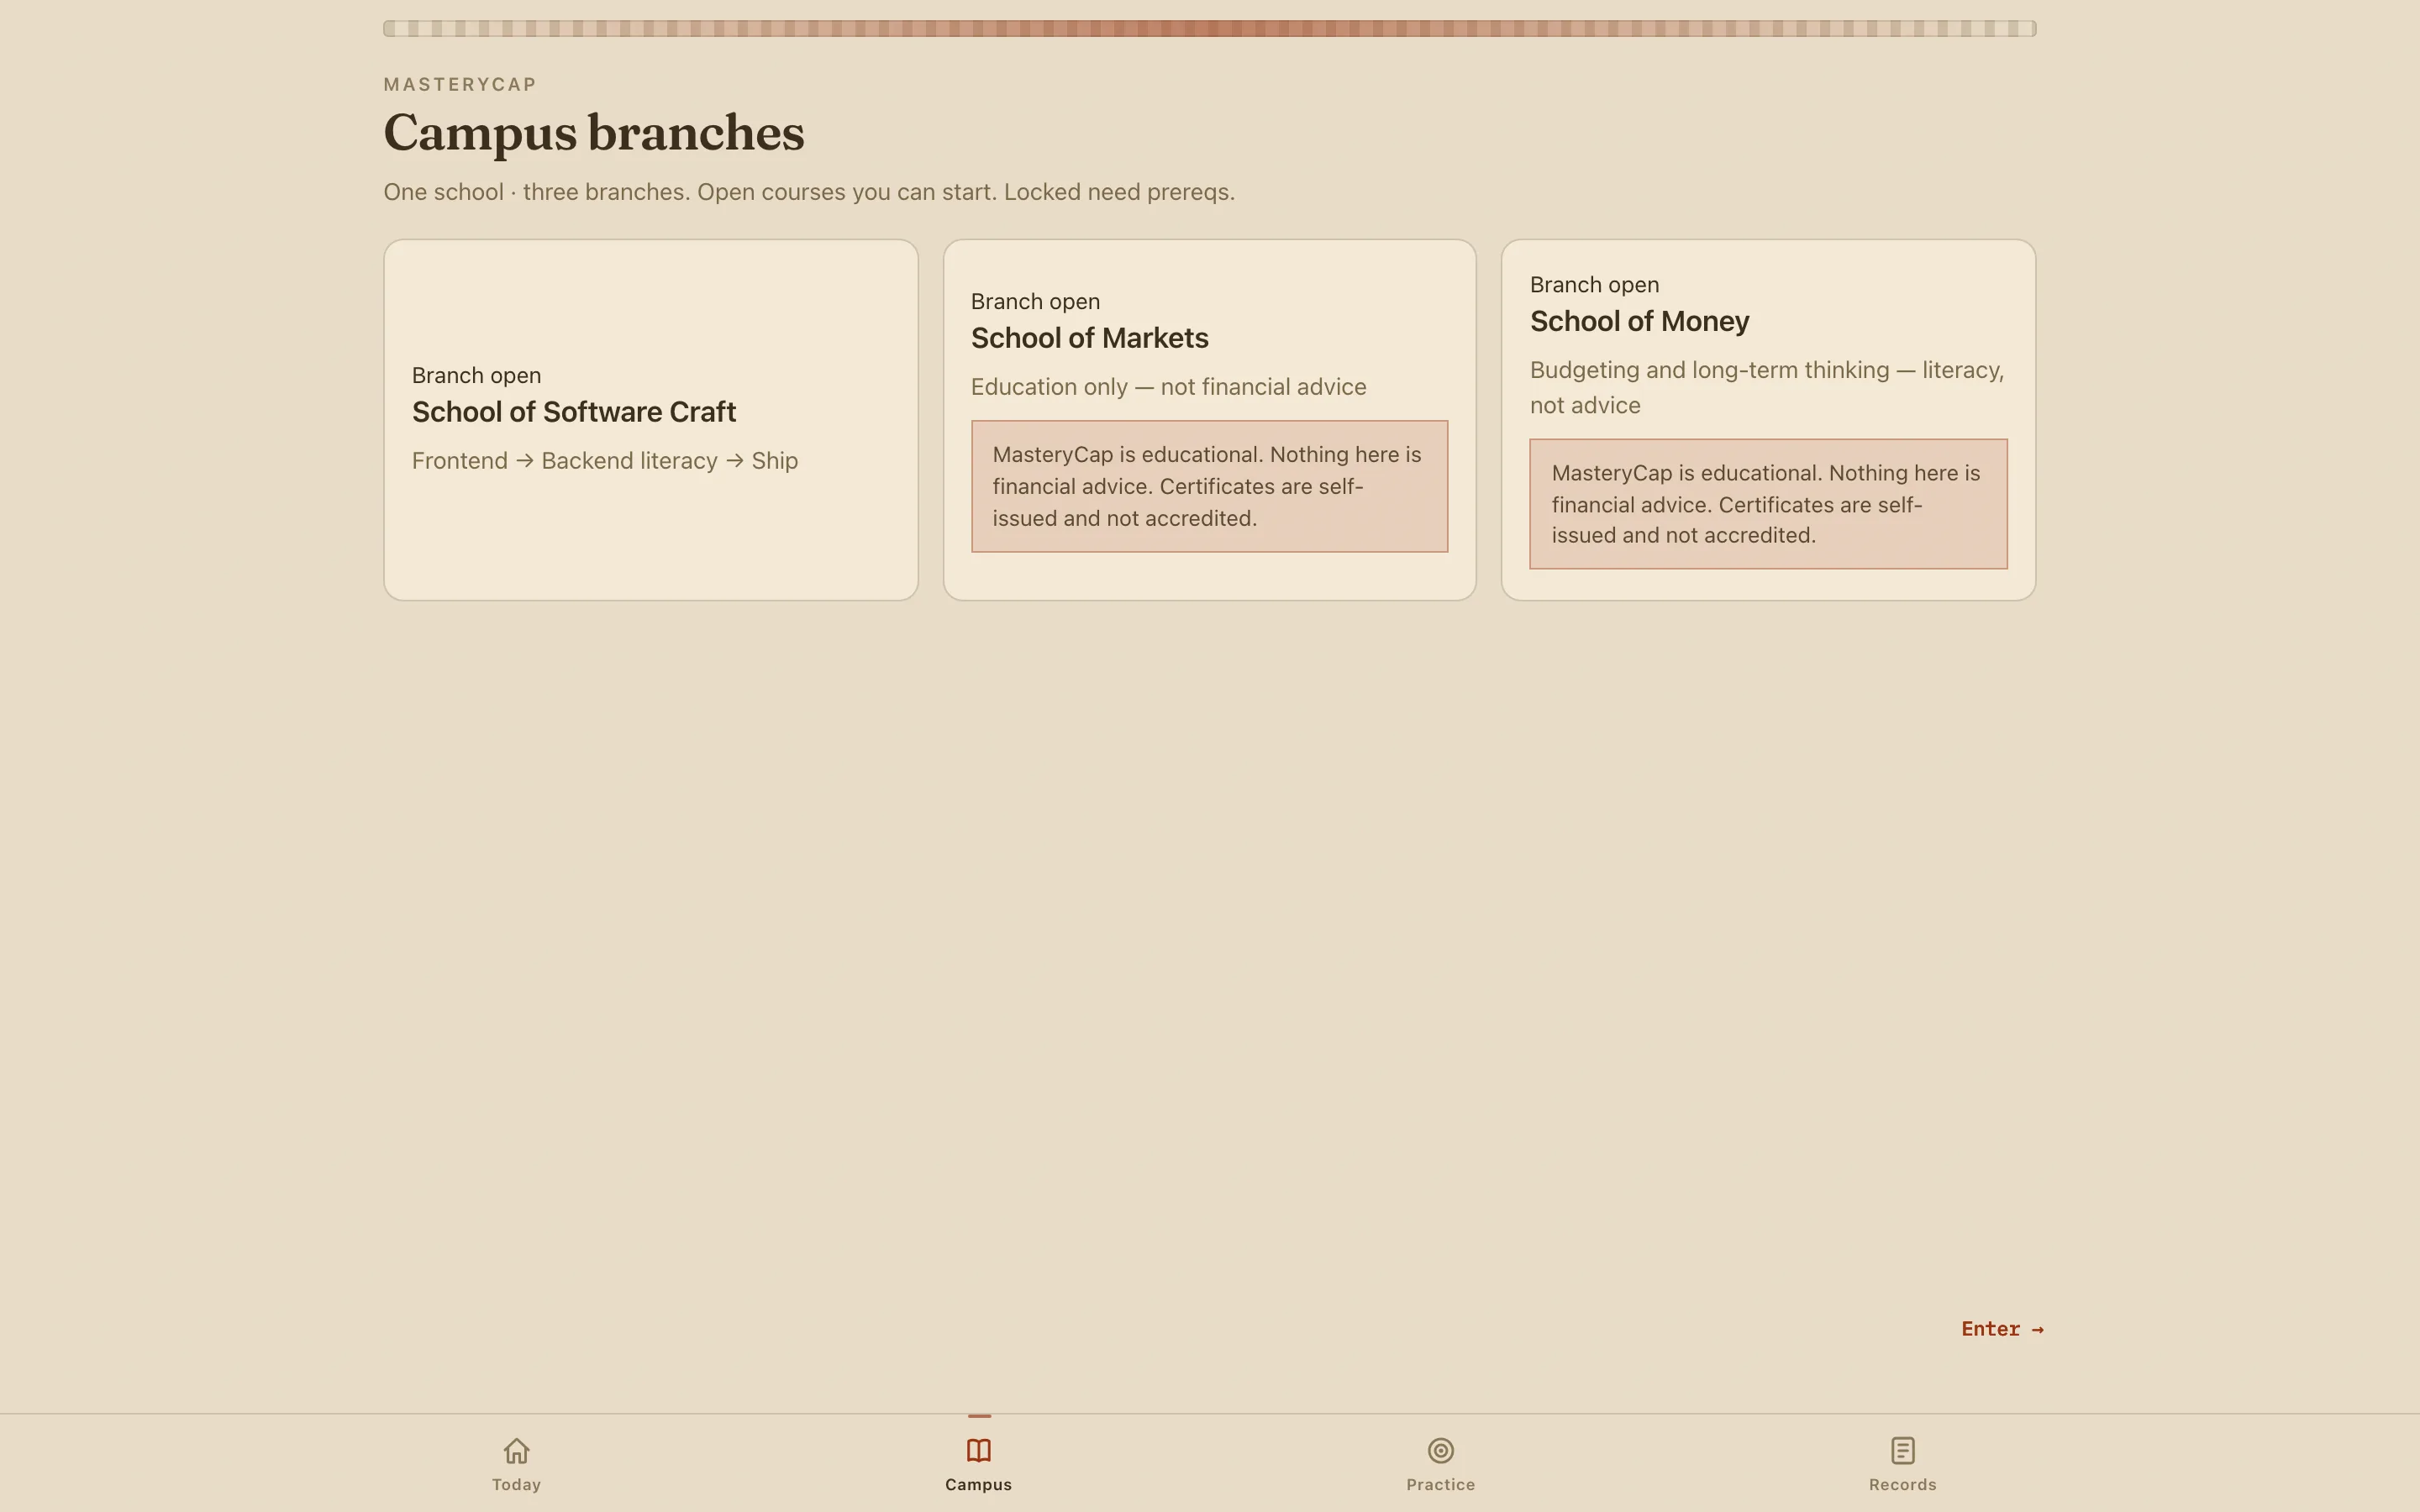 MASTERYCAP
Campus branches
One school · three branches. Open courses you can start. Locked need prereqs.
Branch open
School of Software Craft
Frontend → Backend literacy → Ship
Branch open
School of Markets
Education only — not financial advice
MasteryCap is educational. Nothing here is
financial advice. Certificates are self-
issued and not accredited.
Branch open
School of Money
Budgeting and long-term thinking — literacy,
not advice
MasteryCap is educational. Nothing here is
financial advice. Certificates are self-
issued and not accredited.
Enter →
Today
Campus
Practice
Records